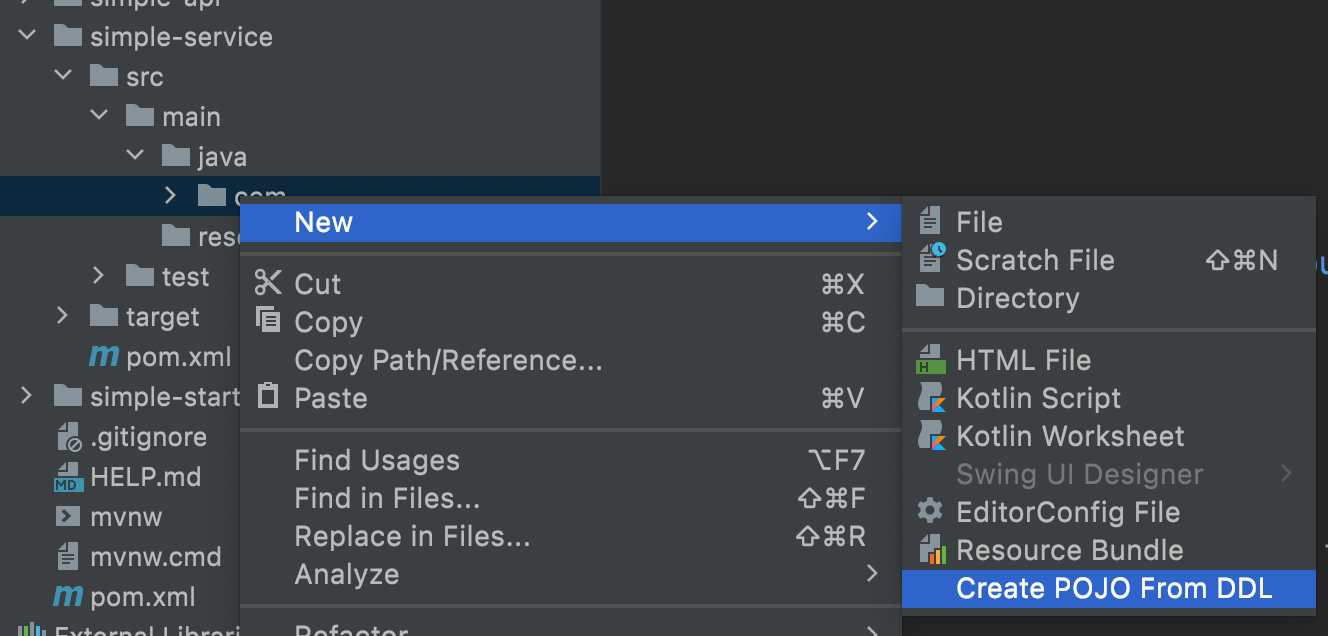 simple-api
simple-service
src
main
java
com
res
test
target
pom.xml
simple-start
.gitignore
HELP.md
mvnw
mvnw.cmd
pom.xml
External Librari
New
Cut ⌘X
Copy ⌘C
Copy Path/Reference...
Paste ⌘V
Find Usages ⌥F7
Find in Files... ⇧⌘F
Replace in Files... ⇧⌘R
Analyze
Refactor
File
Scratch File ⇧⌘N
Directory
HTML File
Kotlin Script
Kotlin Worksheet
Swing UI Designer
EditorConfig File
Resource Bundle
Create POJO From DDL